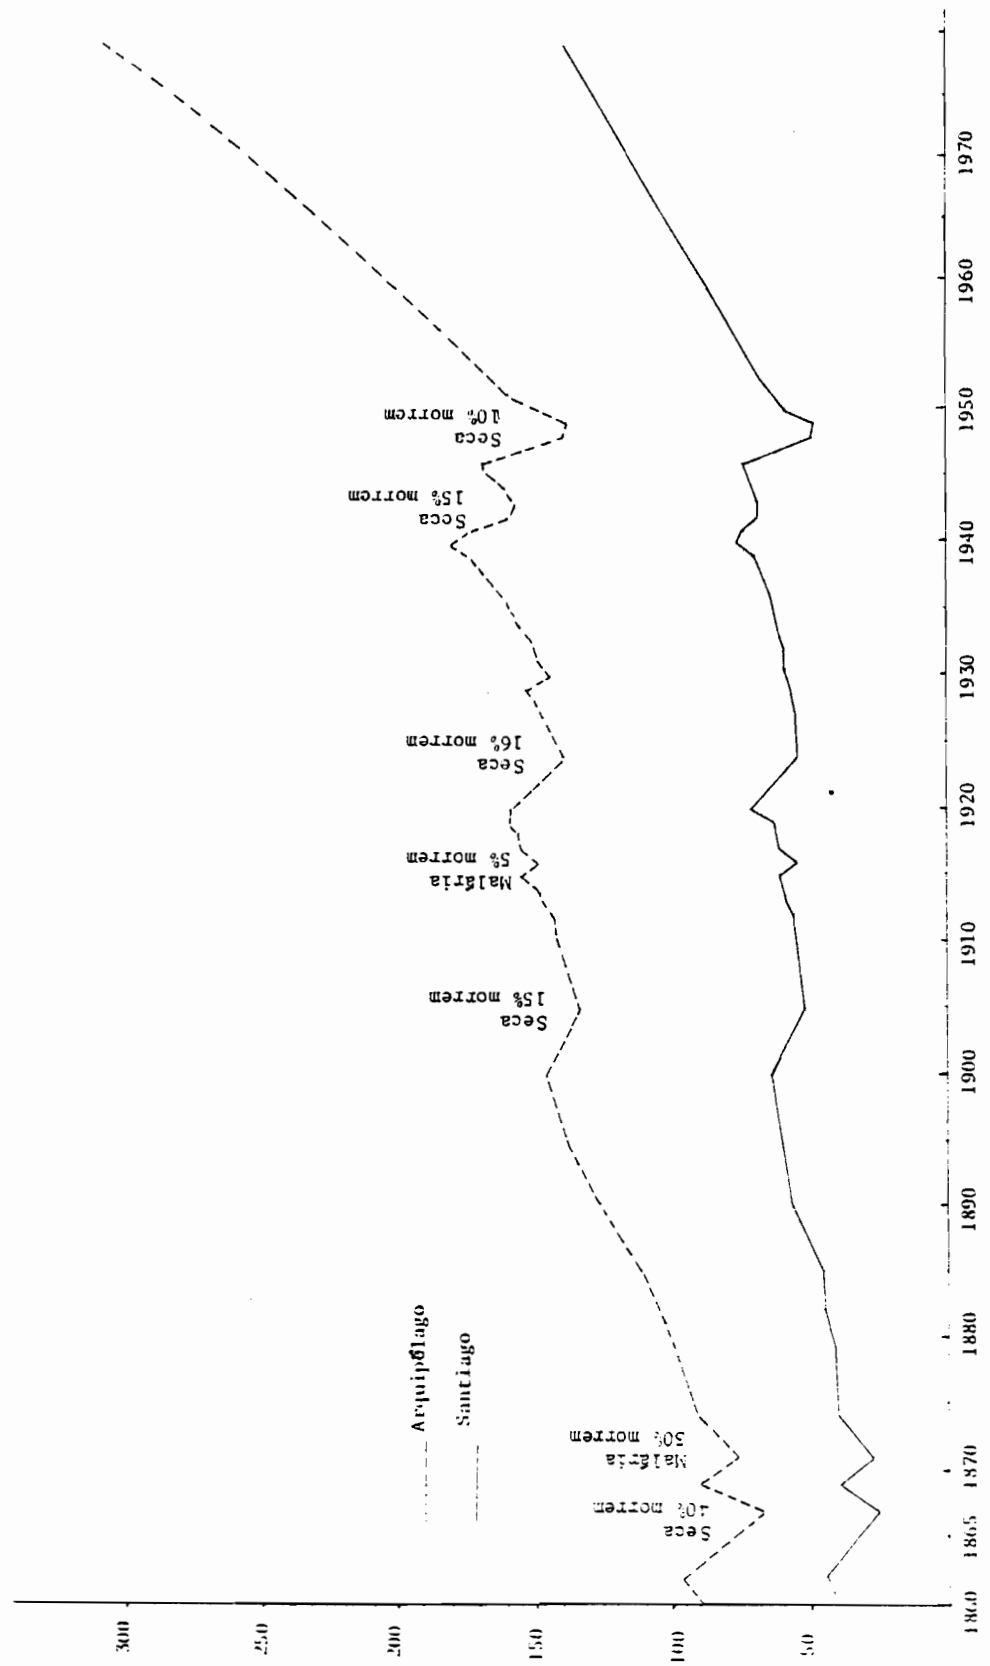 300
250
200
150
100
50
Arquipélago
Santiago
Seca
40% morrem
Malária
30% morrem
Seca
15% morrem
Malária
5% morrem
Seca
16% morrem
Seca
15% morrem
Seca
10% morrem
1860
1865
1870
1880
1890
1900
1910
1920
1930
1940
1950
1960
1970